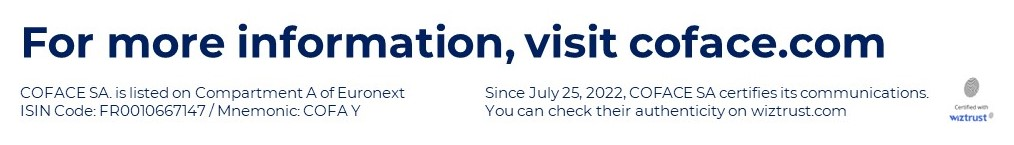 For more information, visit coface.com
COFACE SA. is listed on Compartment A of Euronext
ISIN Code: FR0010667147 / Mnemonic: COFA Y
Since July 25, 2022, COFACE SA certifies its communications.
You can check their authenticity on wiztrust.com
Certified with
wiztrust